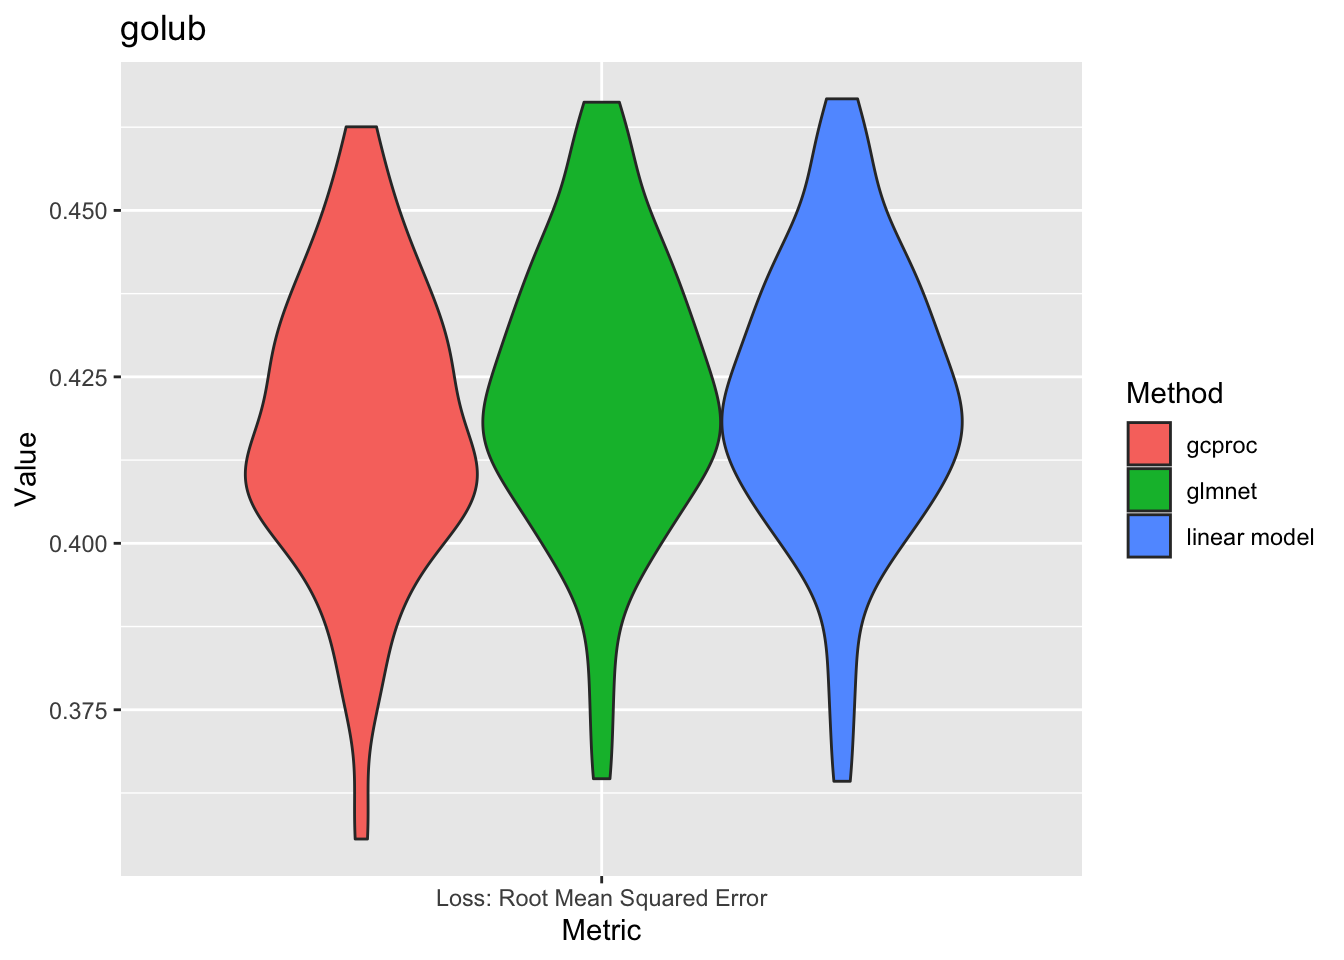 golub
Value
0.450
0.425
0.400
0.375
Loss: Root Mean Squared Error
Metric
Method
gcproc
glmnet
linear model